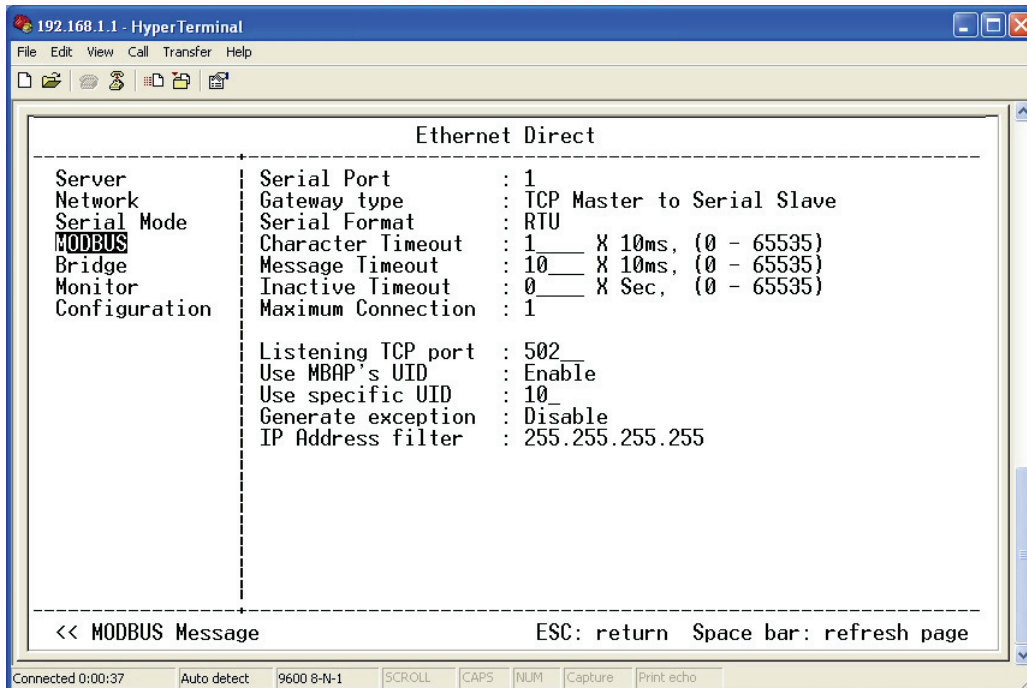 192.168.1.1 - HyperTerminal
File Edit View Call Transfer Help
Ethernet Direct
Server
Network
Serial Mode
MODBUS
Bridge
Monitor
Configuration
Serial Port : 1
Gateway type : TCP Master to Serial Slave
Serial Format : RTU
Character Timeout : 1____ X 10ms, (0 - 65535)
Message Timeout : 10___ X 10ms, (0 - 65535)
Inactive Timeout : 0____ X Sec, (0 - 65535)
Maximum Connection : 1
Listening TCP port : 502__
Use MBAP's UID : Enable
Use specific UID : 10_
Generate exception : Disable
IP Address filter : 255.255.255.255
<< MODBUS Message ESC: return Space bar: refresh page
Connected 0:00:37 Auto detect 9600 8-N-1 SCROLL CAPS NUM Capture Print echo